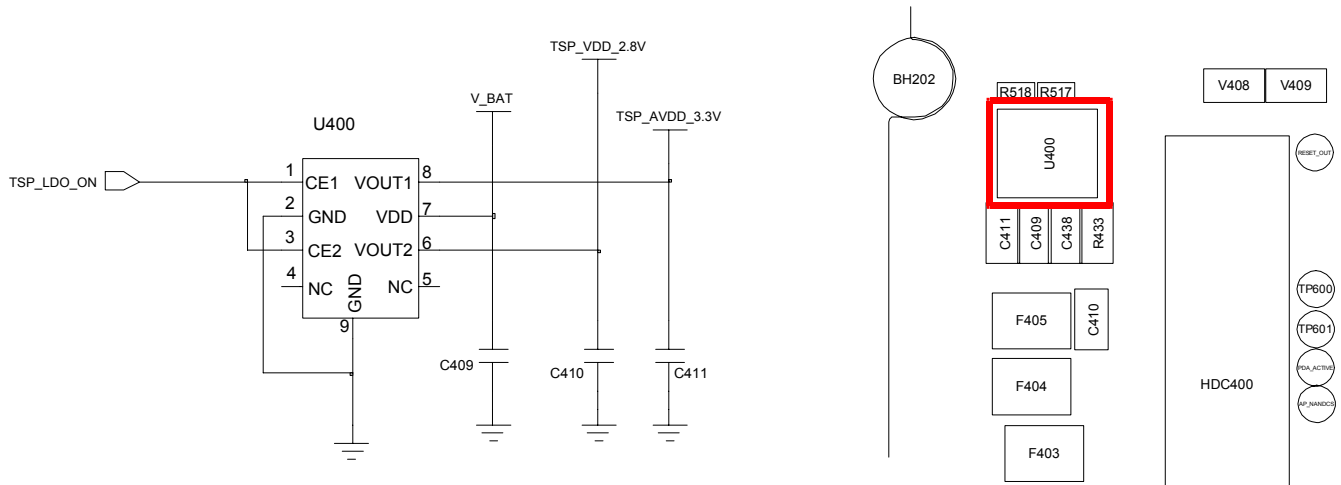 TSP_VDD_2.8V
V_BAT
TSP_AVDD_3.3V
U400
TSP_LDO_ON
1 CE1 VOUT1 8
2 GND VDD 7
3 CE2 VOUT2 6
4 NC NC 5
GND
9
C409
C410
C411
BH202
R518 R517
V408 V409
U400
RESET_OUT
C411 C409 C438 R433
TP600
F405 C410
TP601
PDA_ACTIVE
F404
HDC400
AP_NANDCS
F403